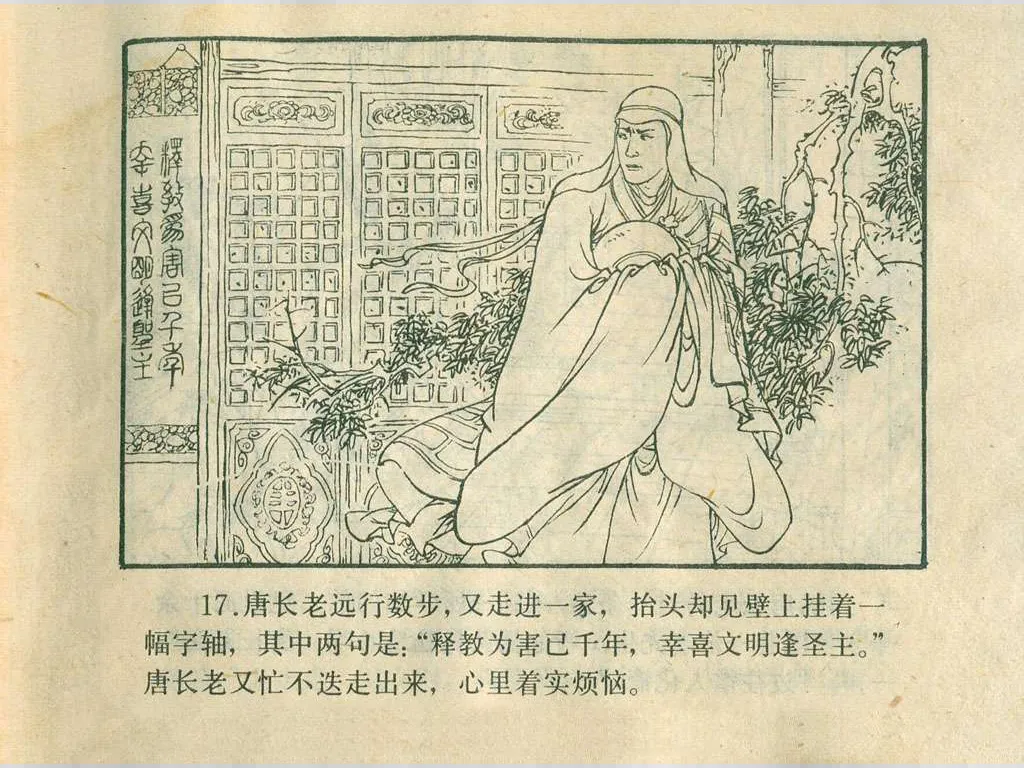 釋教爲害已千年
幸喜文明逢聖主
17.唐长老远行数步,又走进一家,抬头却见壁上挂着一
幅字轴,其中两句是:“释教为害已千年,幸喜文明逢圣主。”
唐长老又忙不迭走出来,心里着实烦恼。